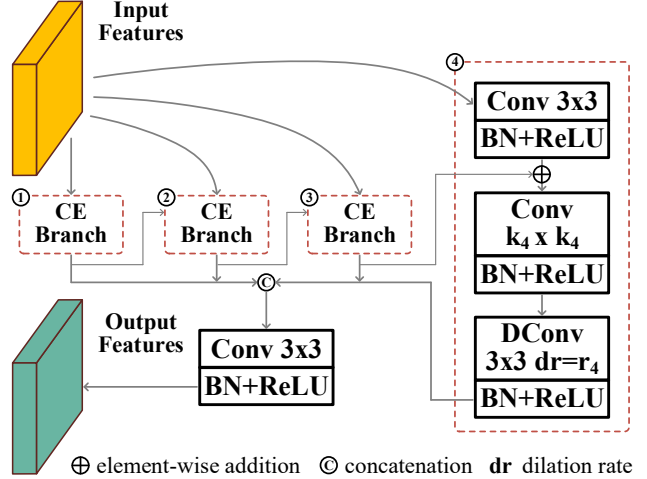 Input
Features
④
Conv 3x3
BN+ReLU
① ② ③
CE
Branch
CE
Branch
CE
Branch
Conv
k₄ x k₄
BN+ReLU
©
Output
Features
Conv 3x3
BN+ReLU
DConv
3x3 dr=r₄
BN+ReLU
⊕ element-wise addition © concatenation dr dilation rate